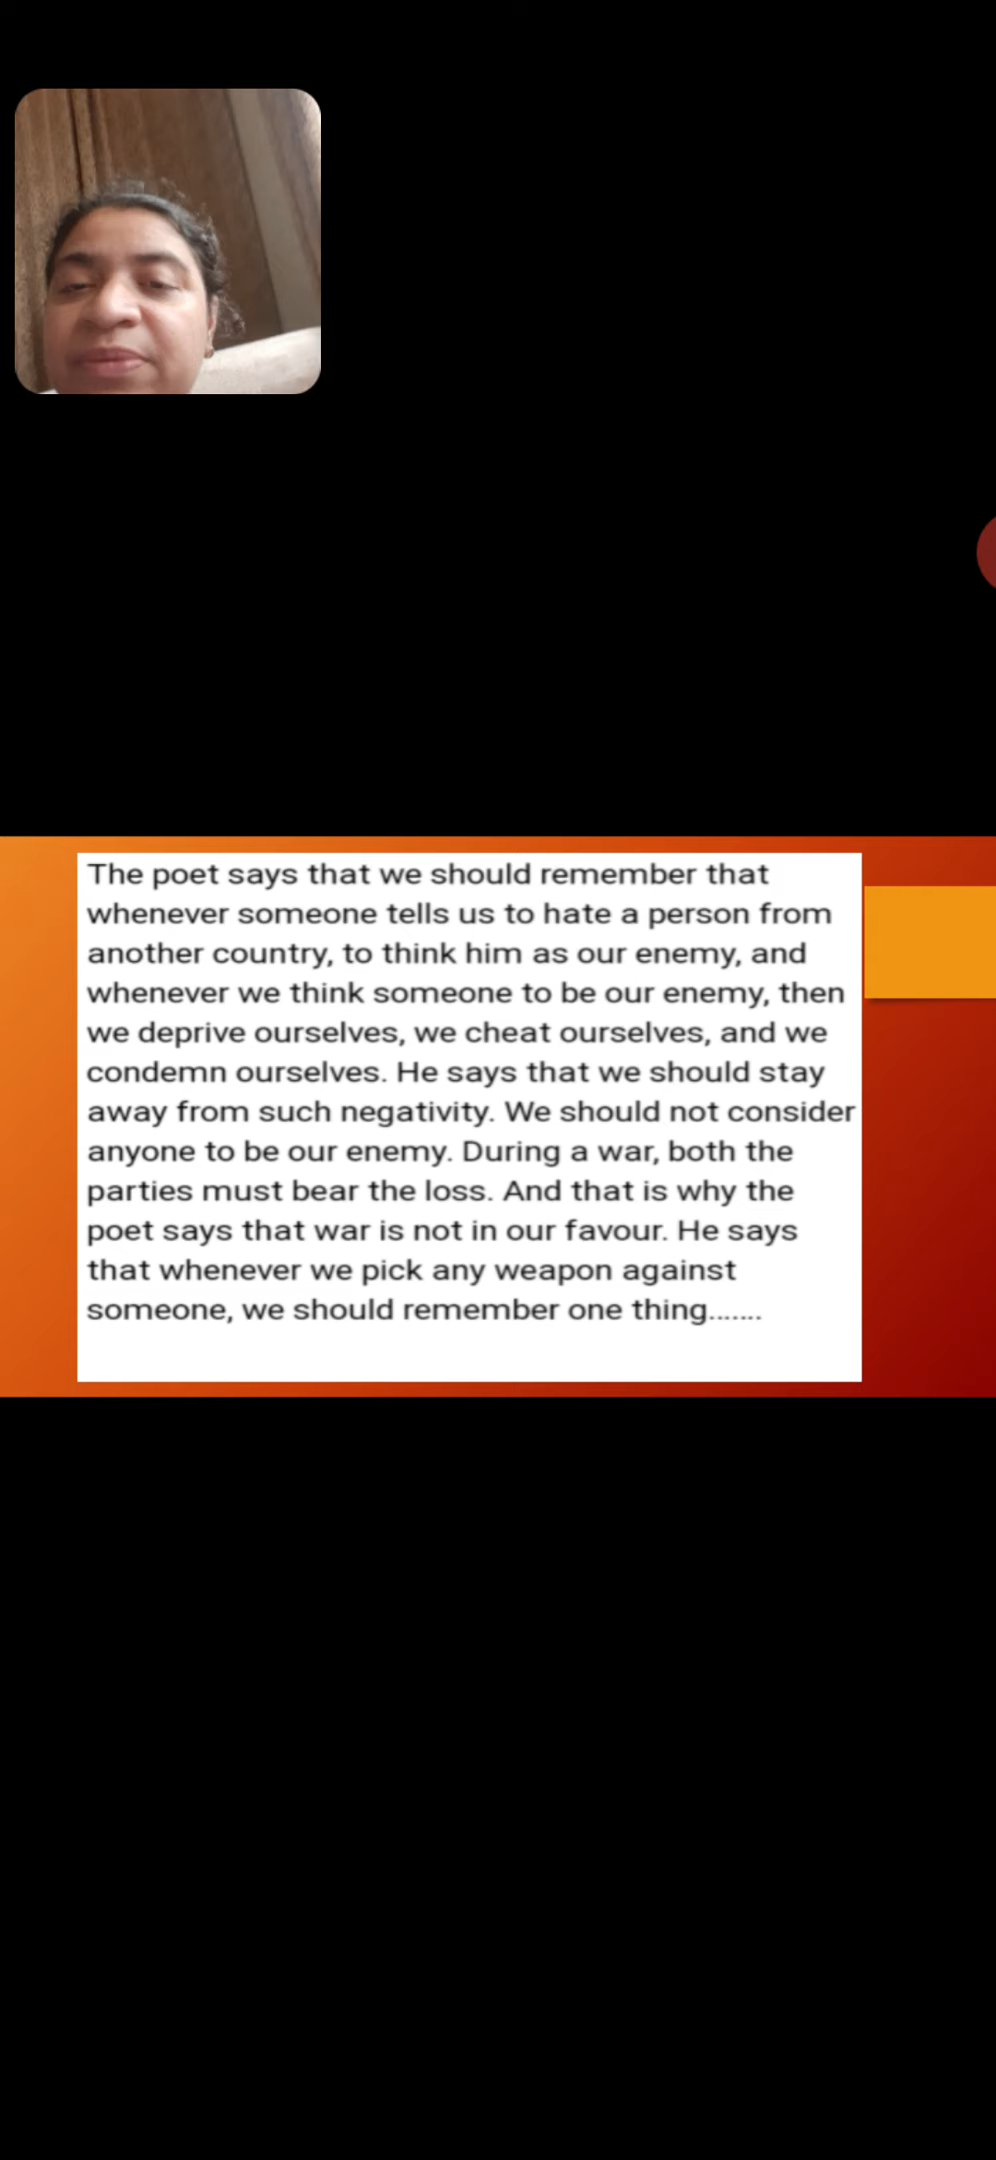 The poet says that we should remember that
whenever someone tells us to hate a person from
another country, to think him as our enemy, and
whenever we think someone to be our enemy, then
we deprive ourselves, we cheat ourselves, and we
condemn ourselves. He says that we should stay
away from such negativity. We should not consider
anyone to be our enemy. During a war, both the
parties must bear the loss. And that is why the
poet says that war is not in our favour. He says
that whenever we pick any weapon against
someone, we should remember one thing.......